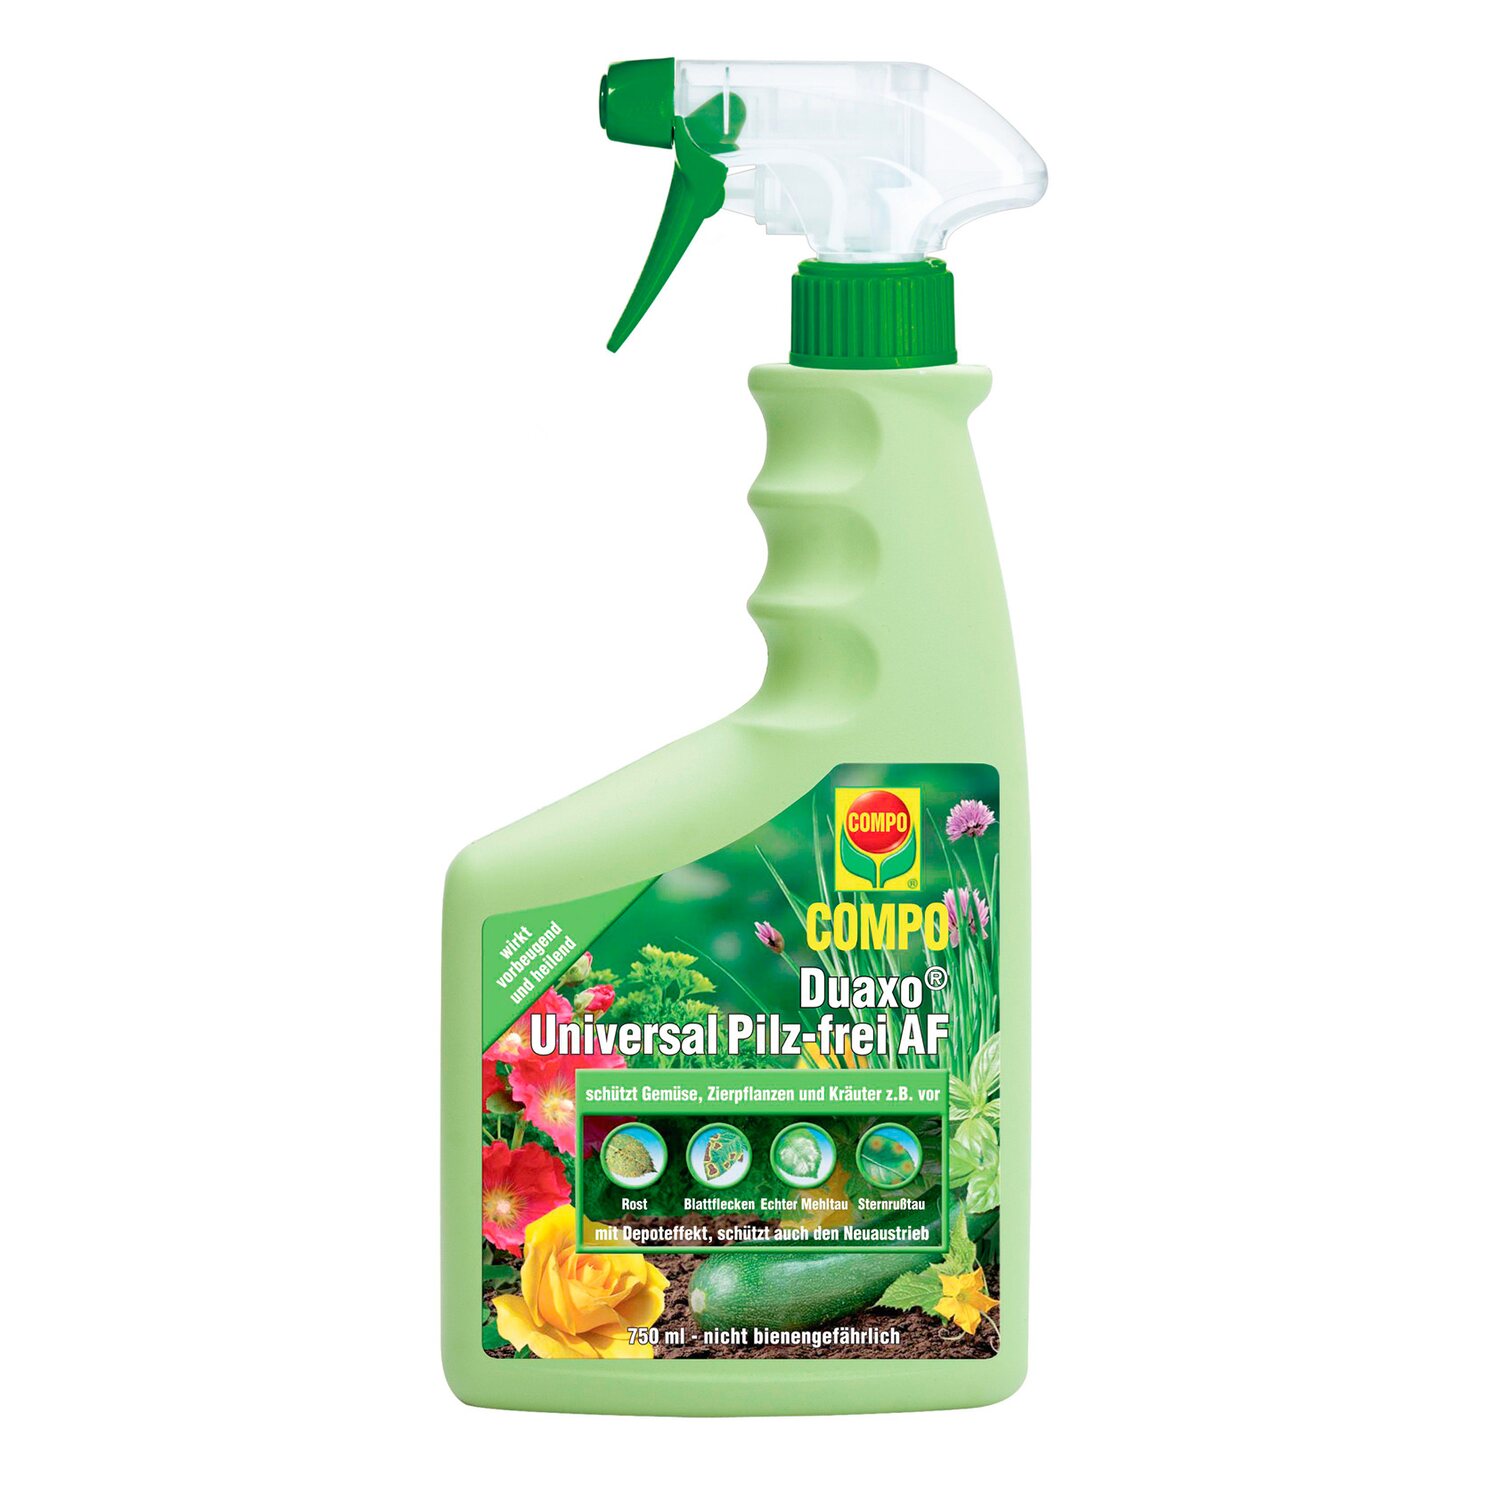 COMPO
®
COMPO
Duaxo®
Universal Pilz-frei AF
wirkt
vorbeugend
und heilend
schützt Gemüse, Zierpflanzen und Kräuter z.B. vor
Rost Blattflecken Echter Mehltau Sternrußtau
mit Depoteffekt, schützt auch den Neuaustrieb
750 ml - nicht bienengefährlich